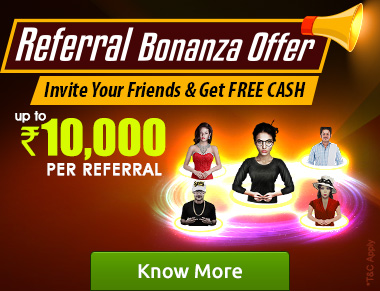 Referral Bonanza Offer
Invite Your Friends & Get FREE CASH
up to
₹10,000
PER REFERRAL
Know More
*T&C Apply